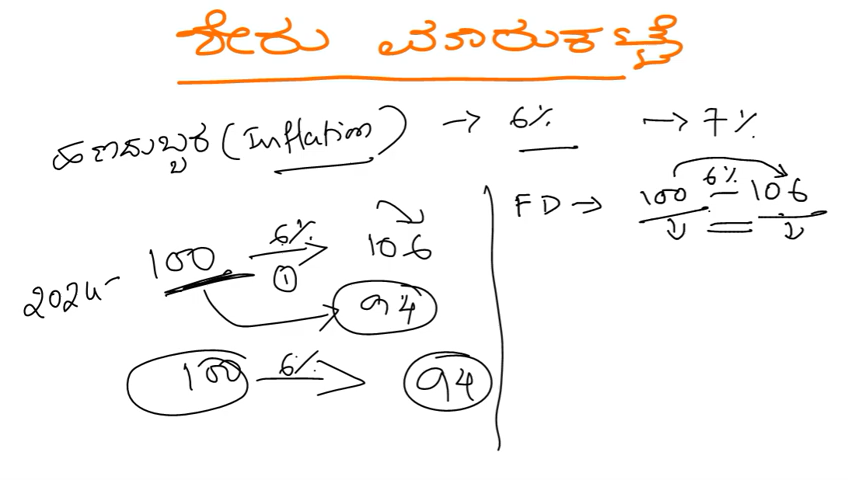 ಶೇರು ಮಾರುಕಟ್ಟೆ
ಹಣದುಬ್ಬರ (Inflation) → 6% → 7%
FD → 100 6% 106
2024 - 100 6% 106
①
94
100 6% 94